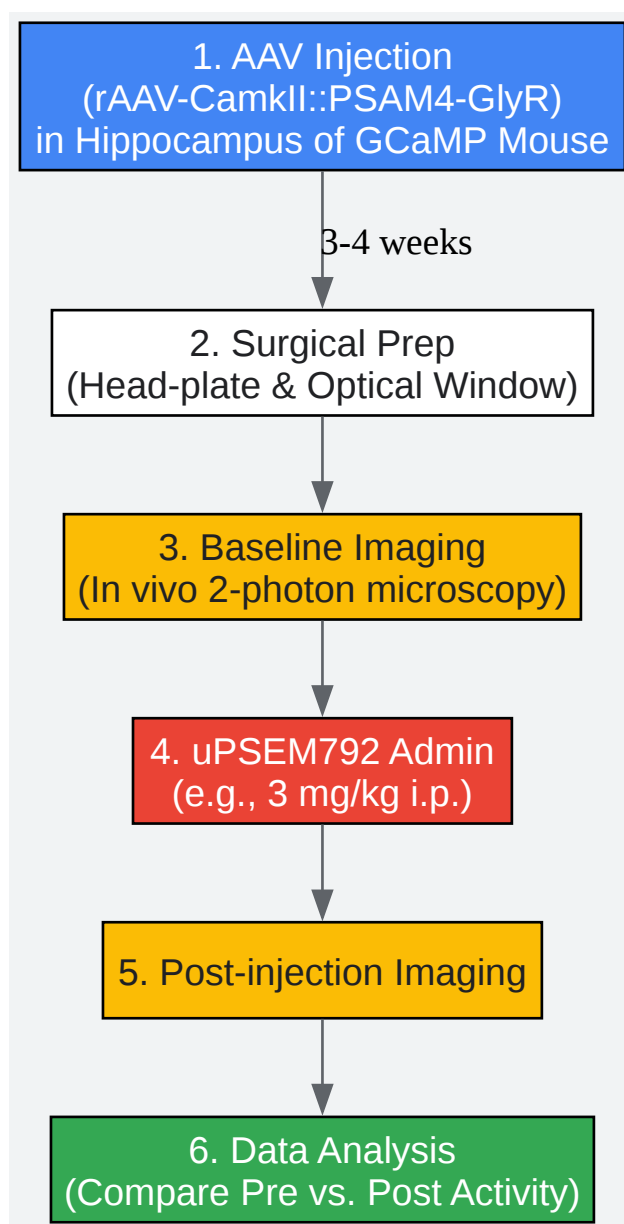 1. AAV Injection
(rAAV-CamkII::PSAM4-GlyR)
in Hippocampus of GCaMP Mouse
3-4 weeks
2. Surgical Prep
(Head-plate & Optical Window)
3. Baseline Imaging
(In vivo 2-photon microscopy)
4. uPSEM792 Admin
(e.g., 3 mg/kg i.p.)
5. Post-injection Imaging
6. Data Analysis
(Compare Pre vs. Post Activity)